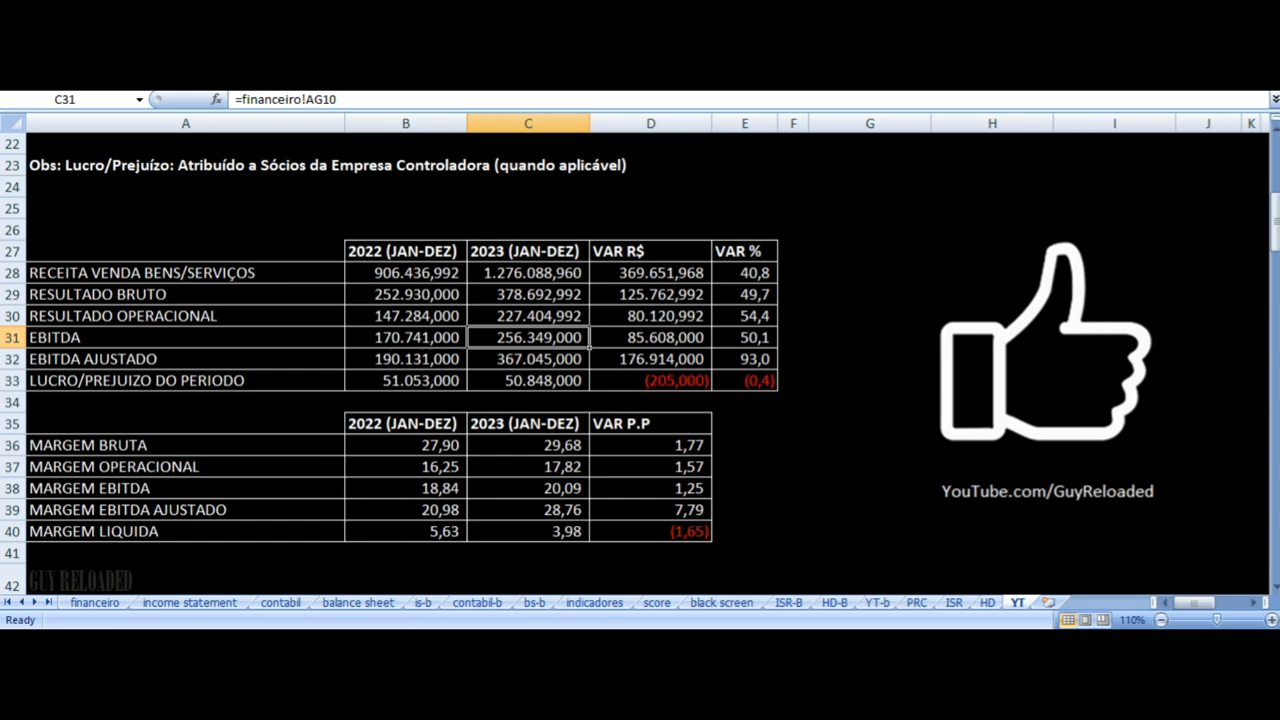 C31 fx =financeiro!AG10
A B C D E F G H I J K
22
23 Obs: Lucro/Prejuízo: Atribuído a Sócios da Empresa Controladora (quando aplicável)
24
25
26
27 2022 (JAN-DEZ) 2023 (JAN-DEZ) VAR R$ VAR %
28 RECEITA VENDA BENS/SERVIÇOS 906.436,992 1.276.088,960 369.651,968 40,8
29 RESULTADO BRUTO 252.930,000 378.692,992 125.762,992 49,7
30 RESULTADO OPERACIONAL 147.284,000 227.404,992 80.120,992 54,4
31 EBITDA 170.741,000 256.349,000 85.608,000 50,1
32 EBITDA AJUSTADO 190.131,000 367.045,000 176.914,000 93,0
33 LUCRO/PREJUIZO DO PERIODO 51.053,000 50.848,000 (205,000) (0,4)
34
35 2022 (JAN-DEZ) 2023 (JAN-DEZ) VAR P.P
36 MARGEM BRUTA 27,90 29,68 1,77
37 MARGEM OPERACIONAL 16,25 17,82 1,57
38 MARGEM EBITDA 18,84 20,09 1,25
39 MARGEM EBITDA AJUSTADO 20,98 28,76 7,79
40 MARGEM LIQUIDA 5,63 3,98 (1,65)
41
42 GUY RELOADED
YouTube.com/GuyReloaded
financeiro income statement contabil balance sheet is-b contabil-b bs-b indicadores score black screen ISR-B HD-B YT-b PRC ISR HD YT
Ready 110%